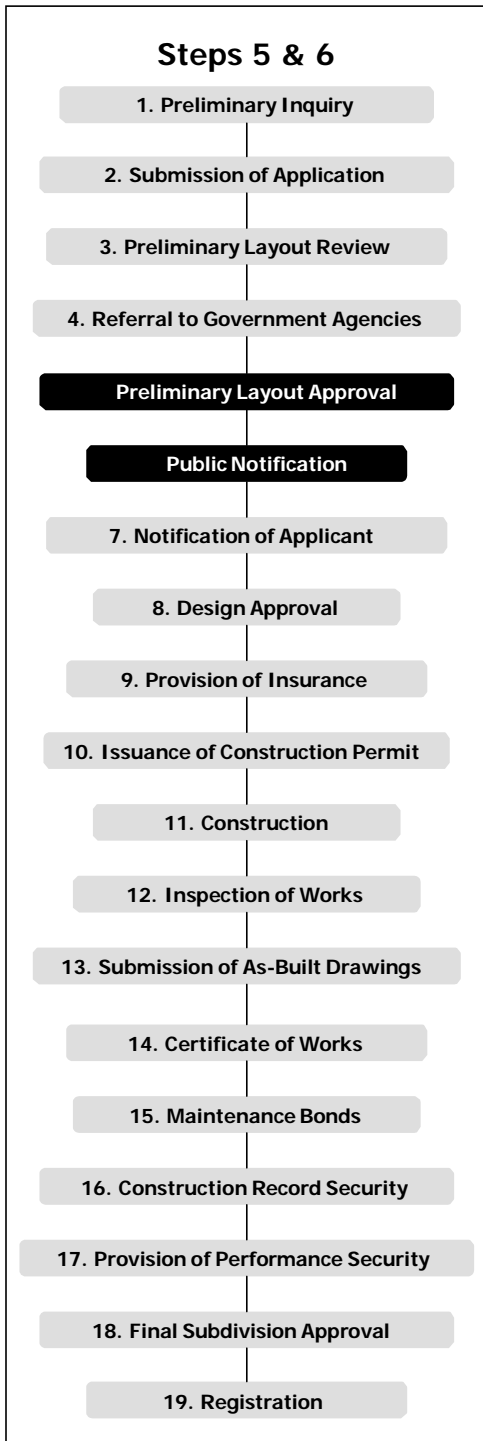 Steps 5 & 6
1. Preliminary Inquiry
2. Submission of Application
3. Preliminary Layout Review
4. Referral to Government Agencies
Preliminary Layout Approval
Public Notification
7. Notification of Applicant
8. Design Approval
9. Provision of Insurance
10. Issuance of Construction Permit
11. Construction
12. Inspection of Works
13. Submission of As-Built Drawings
14. Certificate of Works
15. Maintenance Bonds
16. Construction Record Security
17. Provision of Performance Security
18. Final Subdivision Approval
19. Registration